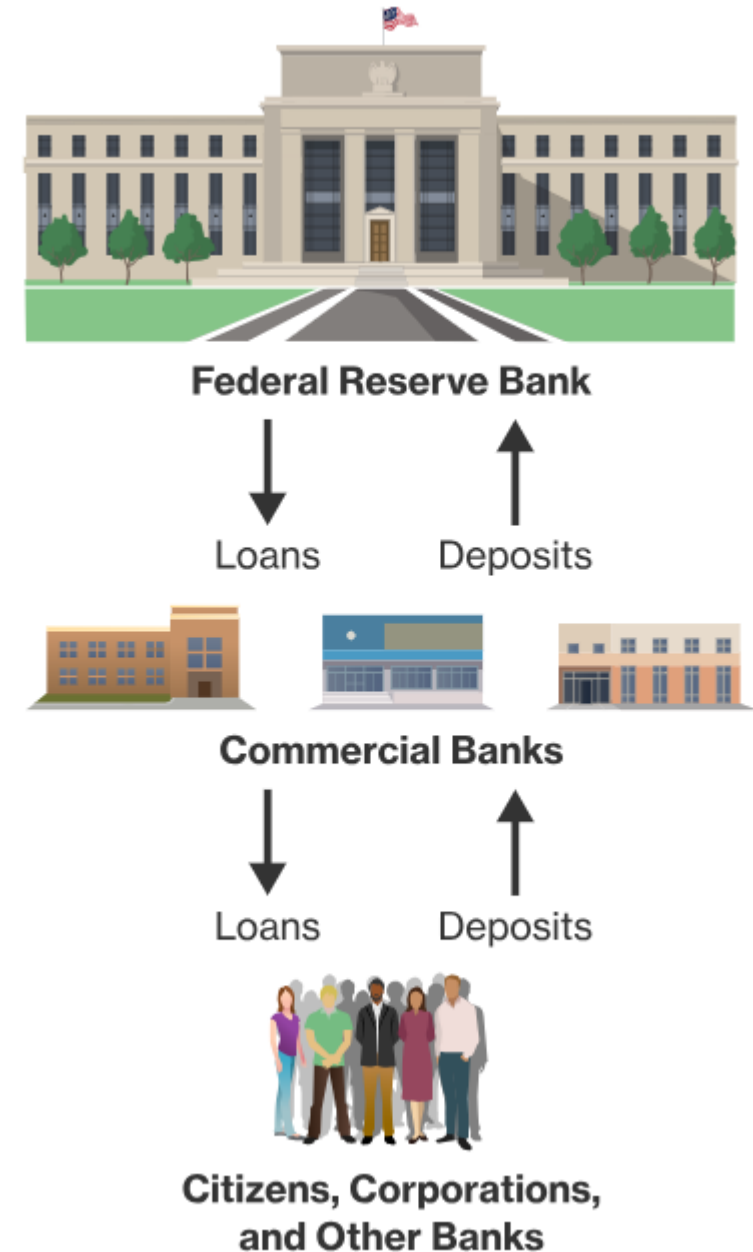 Federal Reserve Bank
Loans Deposits
Commercial Banks
Loans Deposits
Citizens, Corporations,
and Other Banks